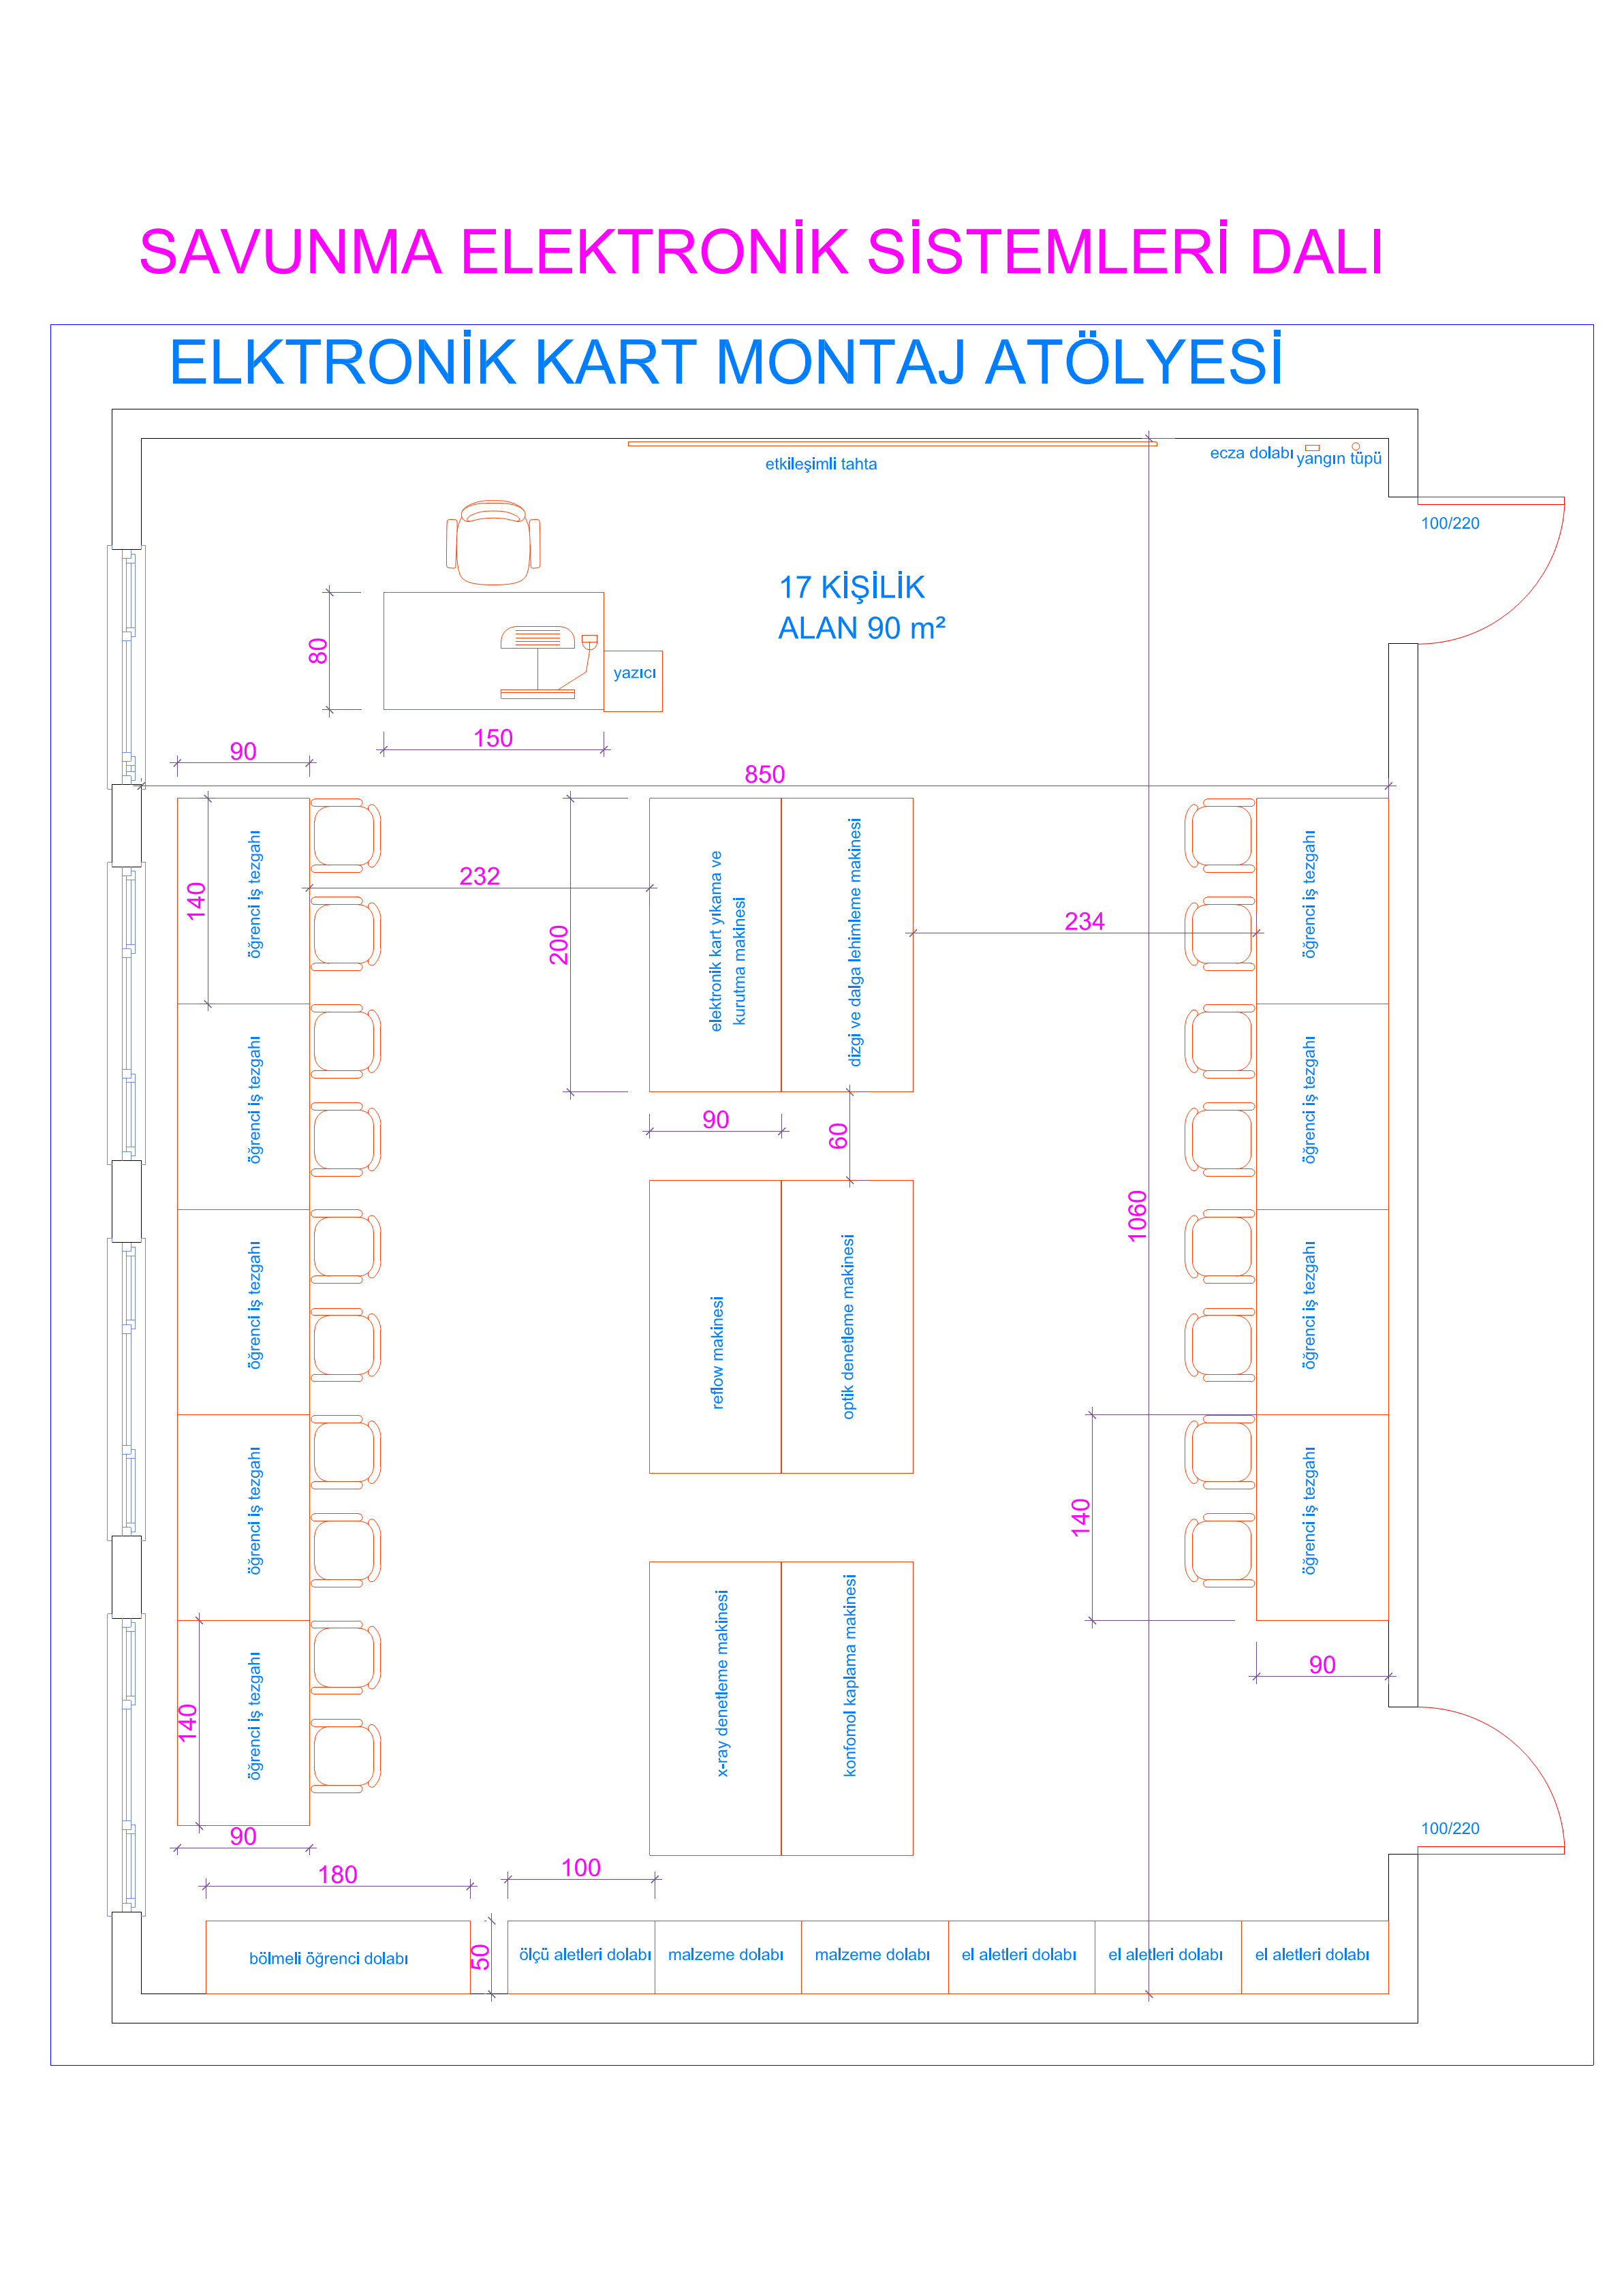 SAVUNMA ELEKTRONİK SİSTEMLERİ DALI
ELKTRONİK KART MONTAJ ATÖLYESİ
etkileşimli tahta
ecza dolabı
yangın tüpü
100/220
17 KİŞİLİK
ALAN 90 m²
80
yazıcı
150
90
850
140
öğrenci iş tezgahı
232
200
elektronik kart yıkama ve
kurutma makinesi
dizgi ve dalga lehimleme makinesi
234
öğrenci iş tezgahı
öğrenci iş tezgahı
90
60
öğrenci iş tezgahı
1060
öğrenci iş tezgahı
reflow makinesi
optik denetleme makinesi
öğrenci iş tezgahı
öğrenci iş tezgahı
140
öğrenci iş tezgahı
x-ray denetleme makinesi
konfomol kaplama makinesi
90
140
öğrenci iş tezgahı
90
100/220
180
100
50
bölmeli öğrenci dolabı
ölçü aletleri dolabı
malzeme dolabı
malzeme dolabı
el aletleri dolabı
el aletleri dolabı
el aletleri dolabı